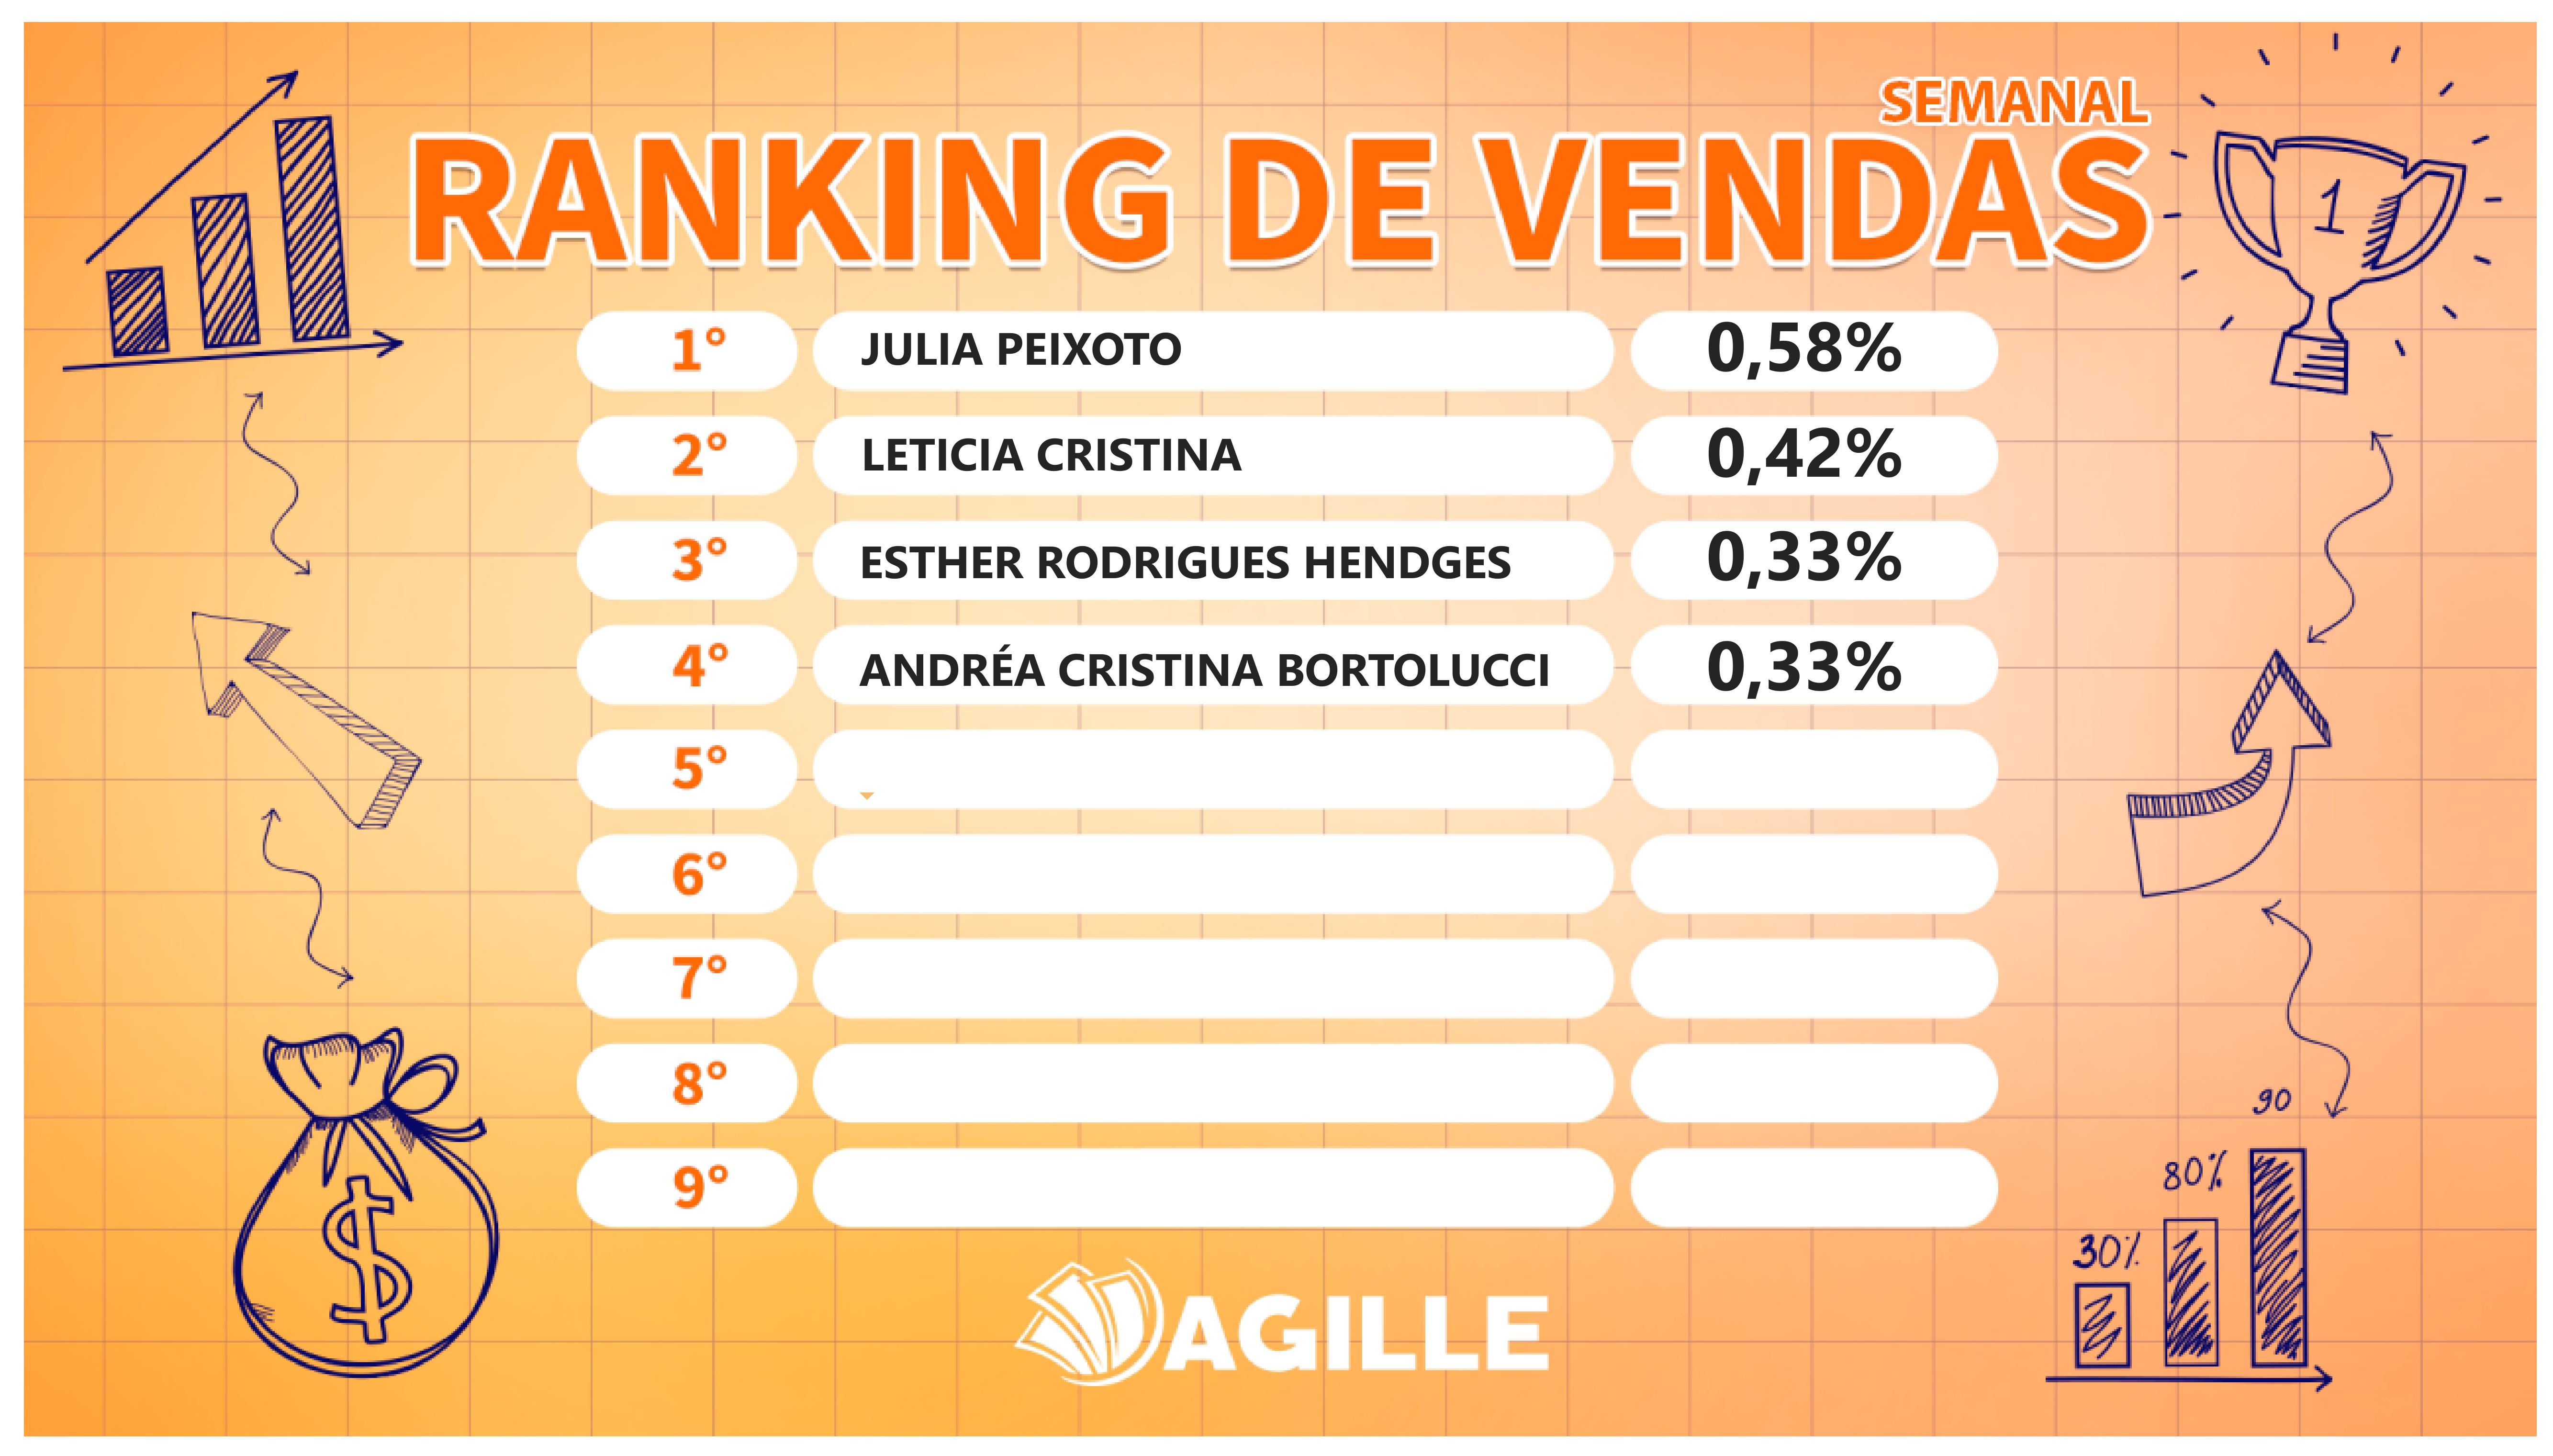 SEMANAL
RANKING DE VENDAS
1
1° JULIA PEIXOTO 0,58%
2° LETICIA CRISTINA 0,42%
3° ESTHER RODRIGUES HENDGES 0,33%
4° ANDRÉA CRISTINA BORTOLUCCI 0,33%
5°
6°
7°
8°
9°
$
30%
80%
90
AGILLE